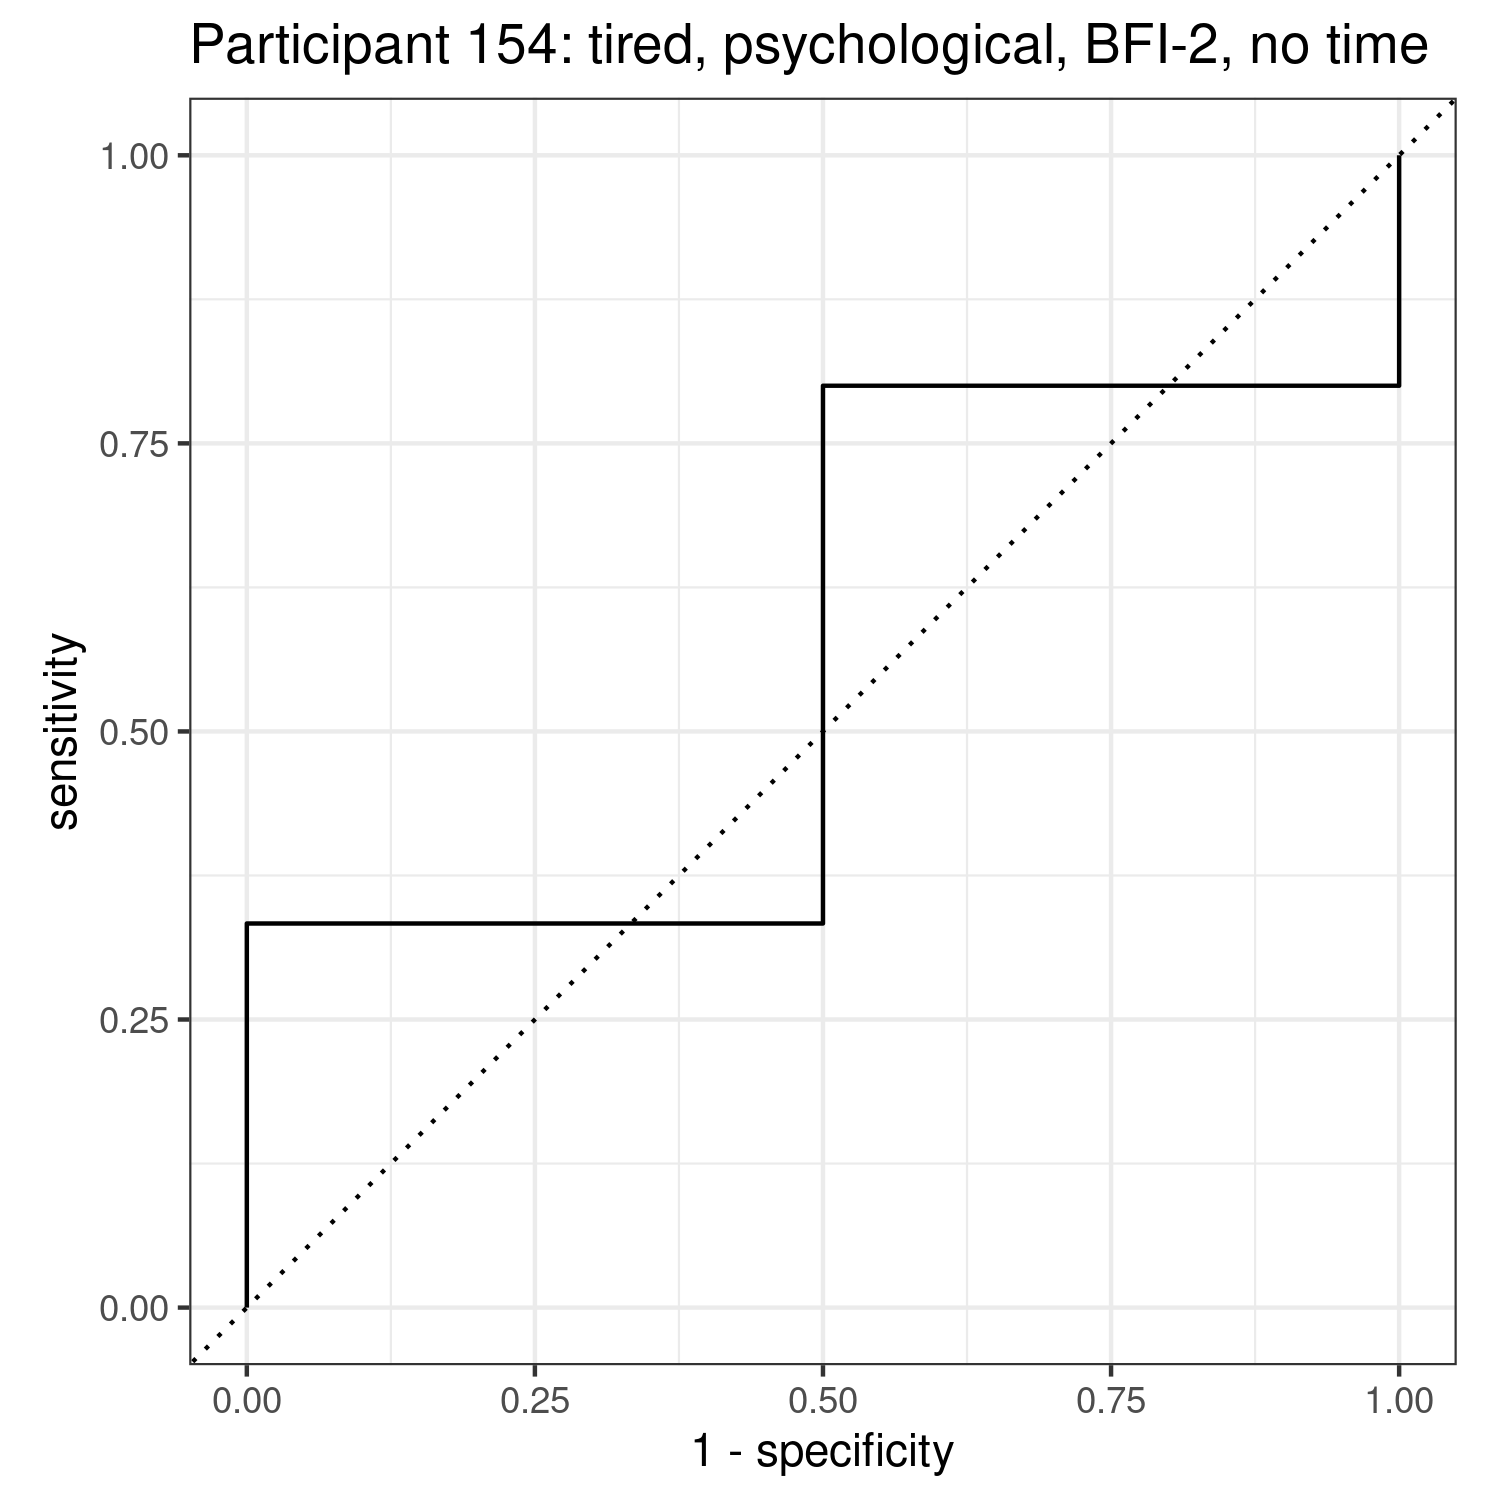 Participant 154: tired, psychological, BFI-2, no time
1.00
0.75
0.50
0.25
0.00
sensitivity
0.00 0.25 0.50 0.75 1.00
1 - specificity